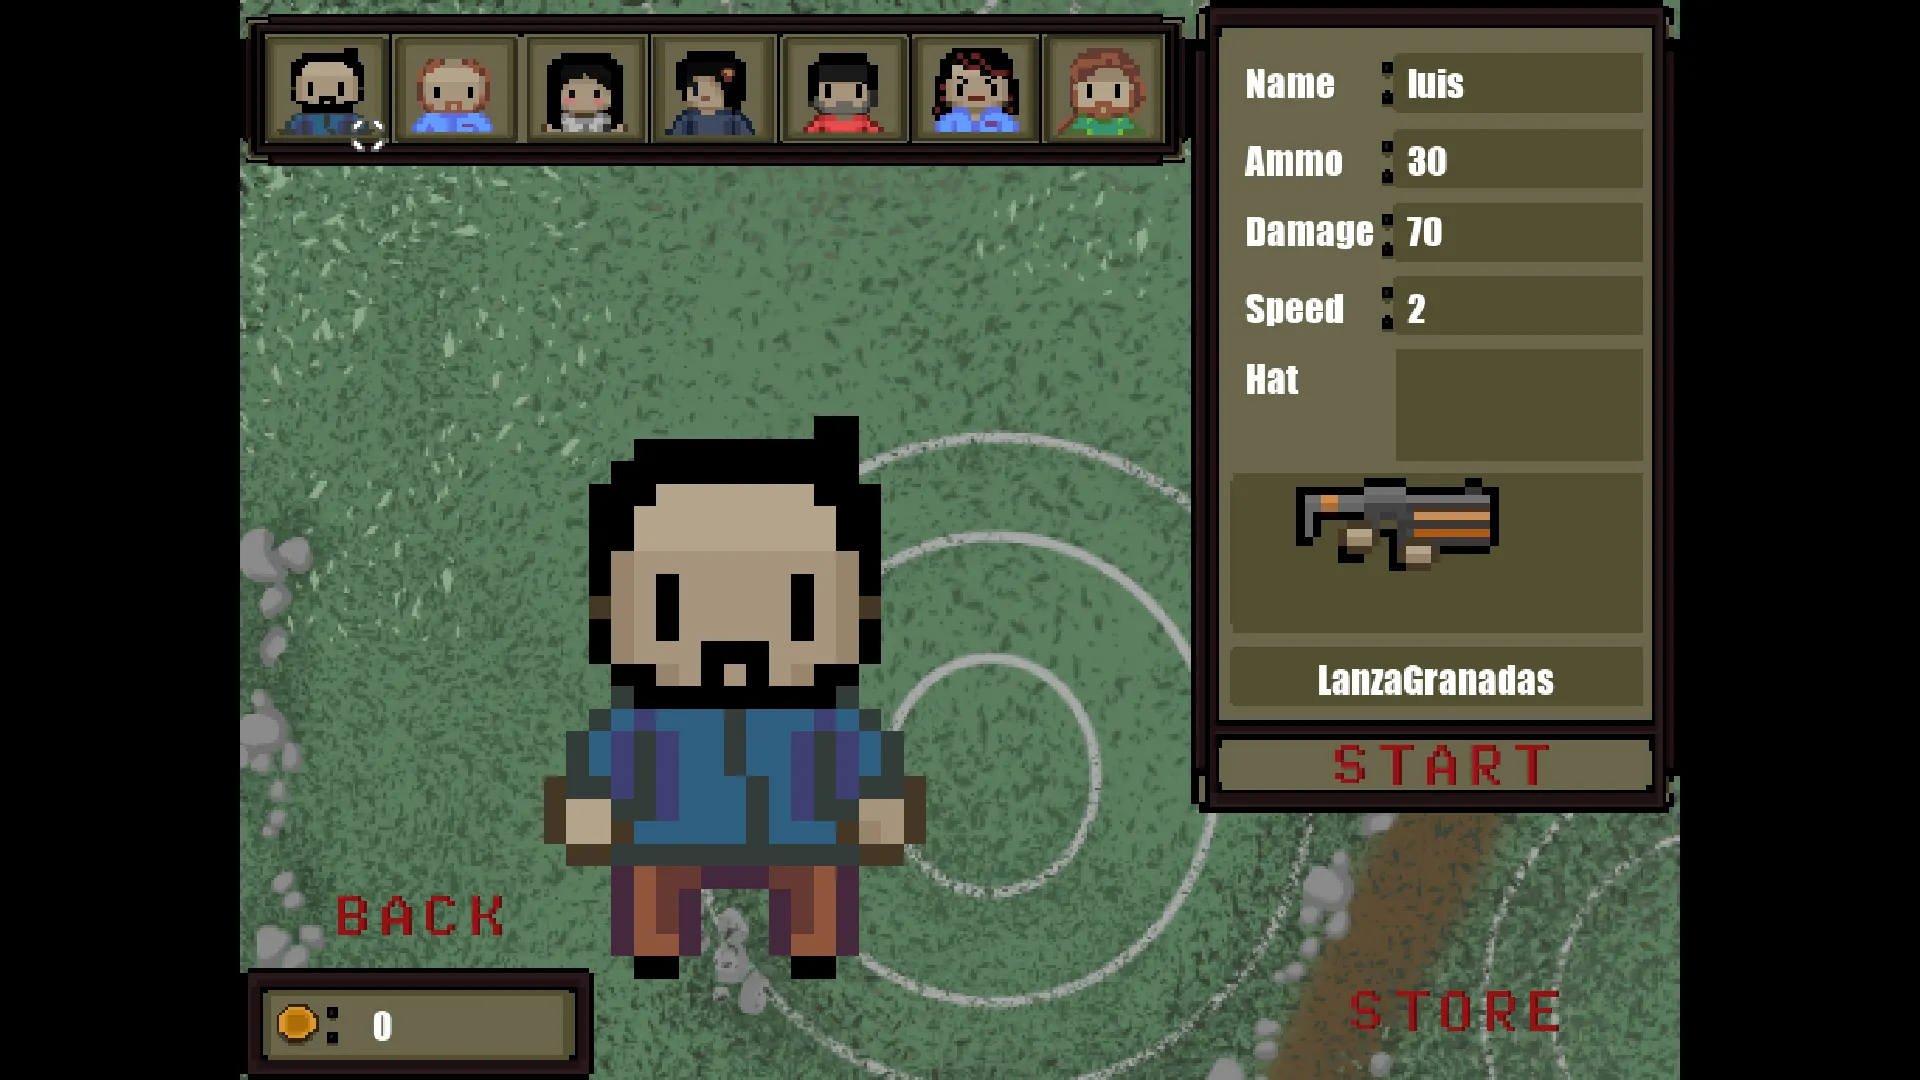 Name : luis
Ammo : 30
Damage : 70
Speed : 2
Hat
LanzaGranadas
START
BACK
: 0
STORE